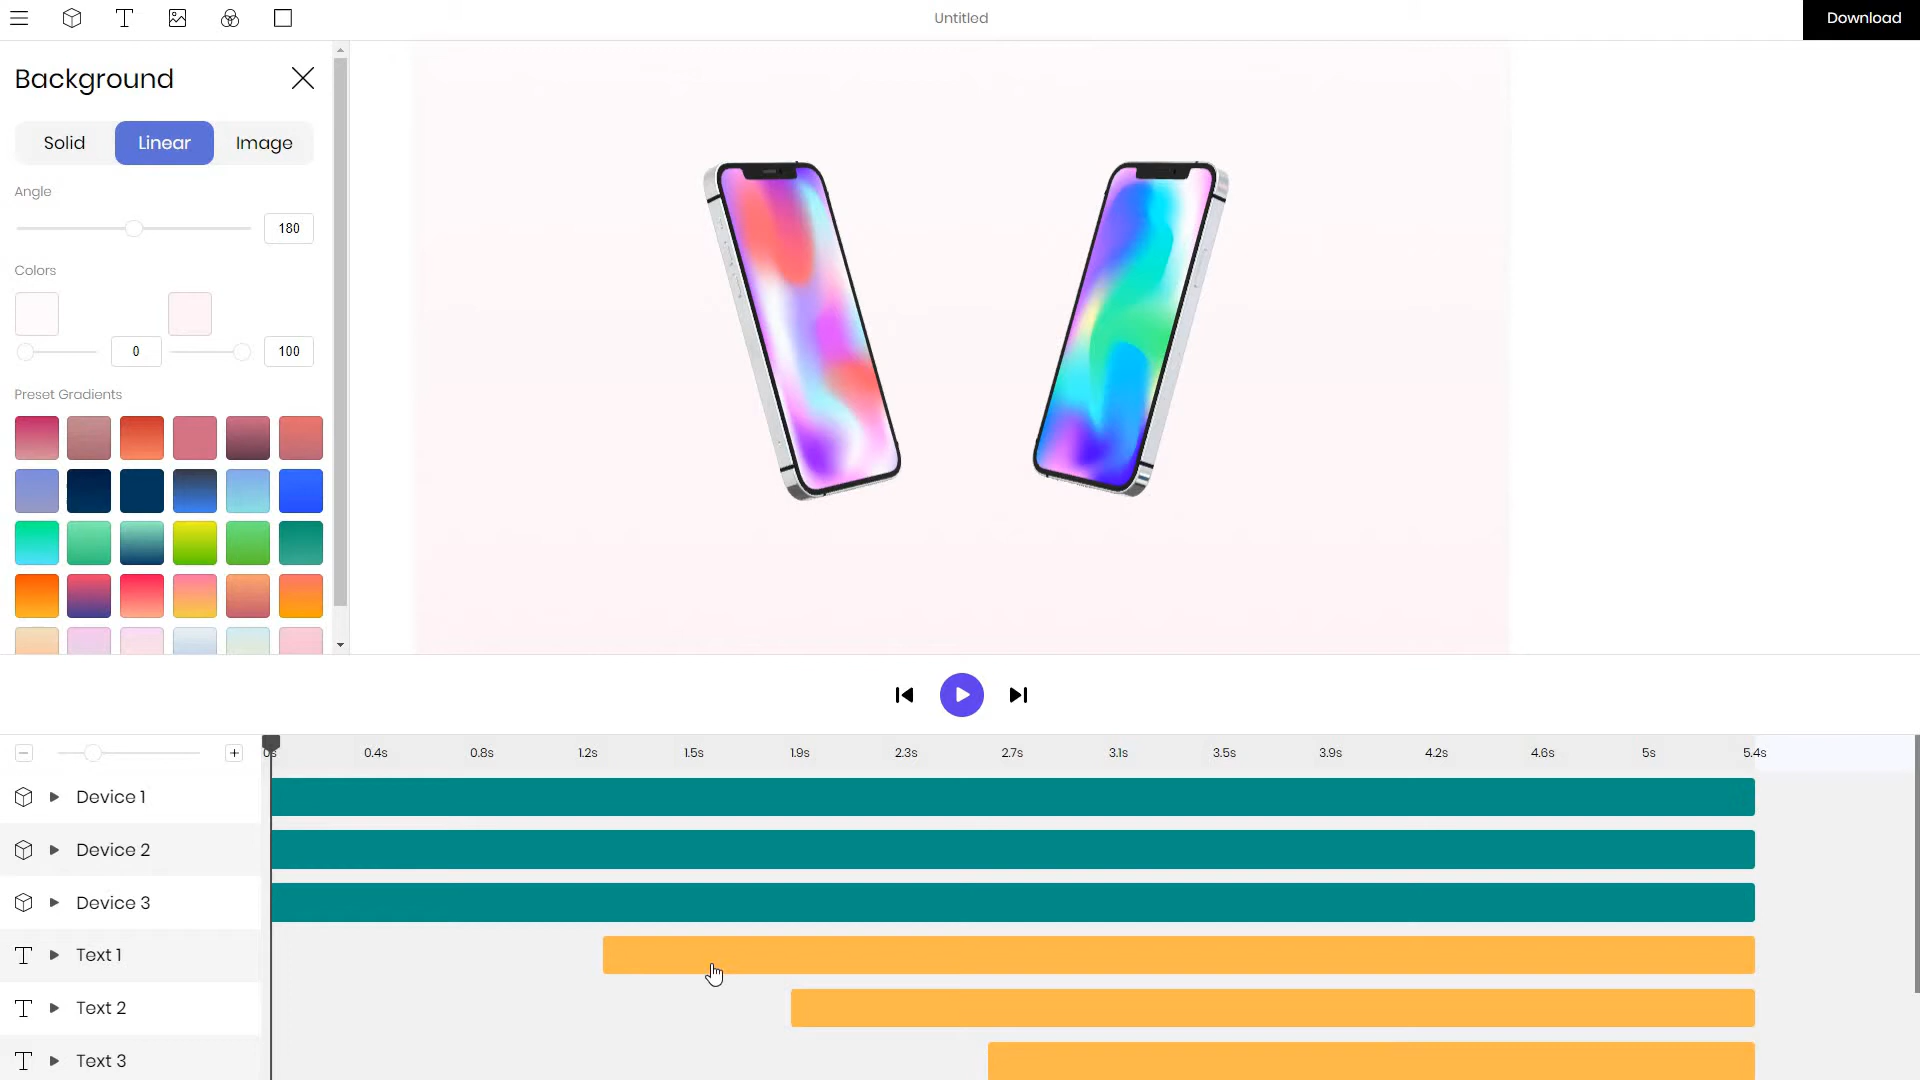 Untitled
Download
Background
Solid Linear Image
Angle
180
Colors
0 100
Preset Gradients
0s 0.4s 0.8s 1.2s 1.5s 1.9s 2.3s 2.7s 3.1s 3.5s 3.9s 4.2s 4.6s 5s 5.4s
Device 1
Device 2
Device 3
Text 1
Text 2
Text 3